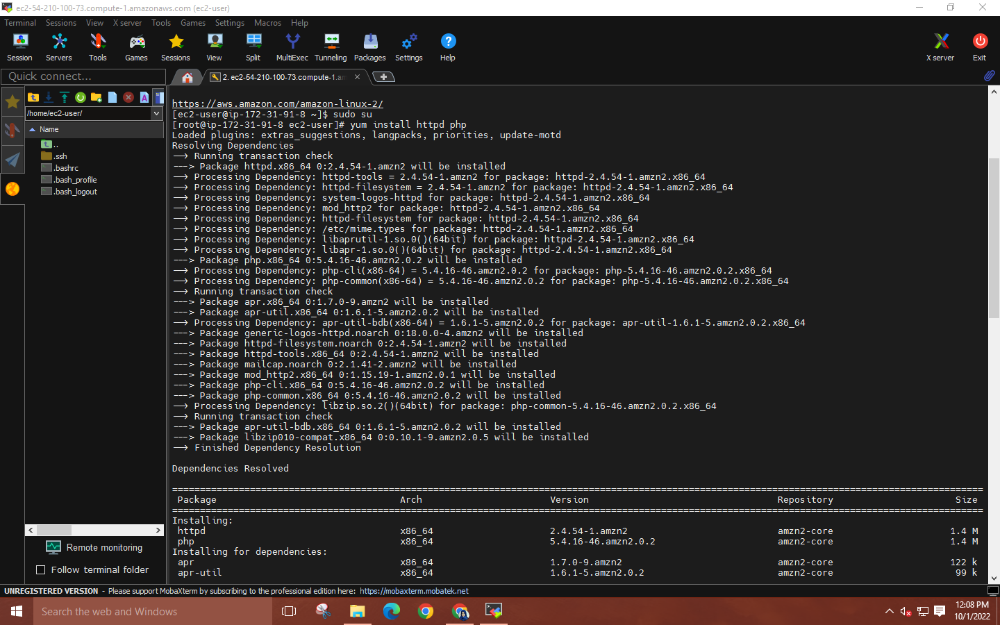 ec2-54-210-100-73.compute-1.amazonaws.com (ec2-user)
Terminal Sessions View X server Tools Games Settings Macros Help
Session Servers Tools Games Sessions View Split MultiExec Tunneling Packages Settings Help X server Exit
Quick connect...
2. ec2-54-210-100-73.compute-1.am
/home/ec2-user/
Name
..
.ssh
.bashrc
.bash_profile
.bash_logout
Remote monitoring
Follow terminal folder
https://aws.amazon.com/amazon-linux-2/
[ec2-user@ip-172-31-91-8 ~]$ sudo su
[root@ip-172-31-91-8 ec2-user]# yum install httpd php
Loaded plugins: extras_suggestions, langpacks, priorities, update-motd
Resolving Dependencies
--> Running transaction check
---> Package httpd.x86_64 0:2.4.54-1.amzn2 will be installed
--> Processing Dependency: httpd-tools = 2.4.54-1.amzn2 for package: httpd-2.4.54-1.amzn2.x86_64
--> Processing Dependency: httpd-filesystem = 2.4.54-1.amzn2 for package: httpd-2.4.54-1.amzn2.x86_64
--> Processing Dependency: system-logos-httpd for package: httpd-2.4.54-1.amzn2.x86_64
--> Processing Dependency: mod_http2 for package: httpd-2.4.54-1.amzn2.x86_64
--> Processing Dependency: httpd-filesystem for package: httpd-2.4.54-1.amzn2.x86_64
--> Processing Dependency: /etc/mime.types for package: httpd-2.4.54-1.amzn2.x86_64
--> Processing Dependency: libaprutil-1.so.0()(64bit) for package: httpd-2.4.54-1.amzn2.x86_64
--> Processing Dependency: libapr-1.so.0()(64bit) for package: httpd-2.4.54-1.amzn2.x86_64
---> Package php.x86_64 0:5.4.16-46.amzn2.0.2 will be installed
--> Processing Dependency: php-cli(x86-64) = 5.4.16-46.amzn2.0.2 for package: php-5.4.16-46.amzn2.0.2.x86_64
--> Processing Dependency: php-common(x86-64) = 5.4.16-46.amzn2.0.2 for package: php-5.4.16-46.amzn2.0.2.x86_64
--> Running transaction check
---> Package apr.x86_64 0:1.7.0-9.amzn2 will be installed
---> Package apr-util.x86_64 0:1.6.1-5.amzn2.0.2 will be installed
--> Processing Dependency: apr-util-bdb(x86-64) = 1.6.1-5.amzn2.0.2 for package: apr-util-1.6.1-5.amzn2.0.2.x86_64
---> Package generic-logos-httpd.noarch 0:18.0.0-4.amzn2 will be installed
---> Package httpd-filesystem.noarch 0:2.4.54-1.amzn2 will be installed
---> Package httpd-tools.x86_64 0:2.4.54-1.amzn2 will be installed
---> Package mailcap.noarch 0:2.1.41-2.amzn2 will be installed
---> Package mod_http2.x86_64 0:1.15.19-1.amzn2.0.1 will be installed
---> Package php-cli.x86_64 0:5.4.16-46.amzn2.0.2 will be installed
---> Package php-common.x86_64 0:5.4.16-46.amzn2.0.2 will be installed
--> Processing Dependency: libzip.so.2()(64bit) for package: php-common-5.4.16-46.amzn2.0.2.x86_64
--> Running transaction check
---> Package apr-util-bdb.x86_64 0:1.6.1-5.amzn2.0.2 will be installed
---> Package libzip010-compat.x86_64 0:0.10.1-9.amzn2.0.5 will be installed
--> Finished Dependency Resolution
Dependencies Resolved
Package Arch Version Repository Size
Installing:
httpd x86_64 2.4.54-1.amzn2 amzn2-core 1.4 M
php x86_64 5.4.16-46.amzn2.0.2 amzn2-core 1.4 M
Installing for dependencies:
apr x86_64 1.7.0-9.amzn2 amzn2-core 122 k
apr-util x86_64 1.6.1-5.amzn2.0.2 amzn2-core 99 k
UNREGISTERED VERSION - Please support MobaXterm by subscribing to the professional edition here: https://mobaxterm.mobatek.net
Search the web and Windows
12:08 PM
10/1/2022